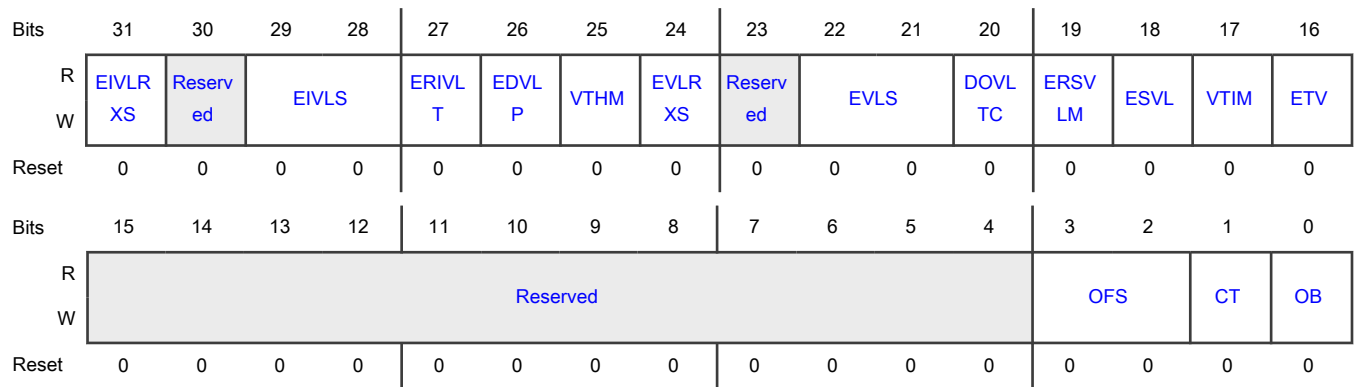 Bits 31 30 29 28 27 26 25 24 23 22 21 20 19 18 17 16
R
W
EIVLR
XS
Reserv
ed
EIVLS
ERIVL
T
EDVL
P
VTHM
EVLR
XS
Reserv
ed
EVLS
DOVL
TC
ERSV
LM
ESVL
VTIM
ETV
Reset 0 0 0 0 0 0 0 0 0 0 0 0 0 0 0 0
Bits 15 14 13 12 11 10 9 8 7 6 5 4 3 2 1 0
R
W
Reserved
OFS
CT
OB
Reset 0 0 0 0 0 0 0 0 0 0 0 0 0 0 0 0